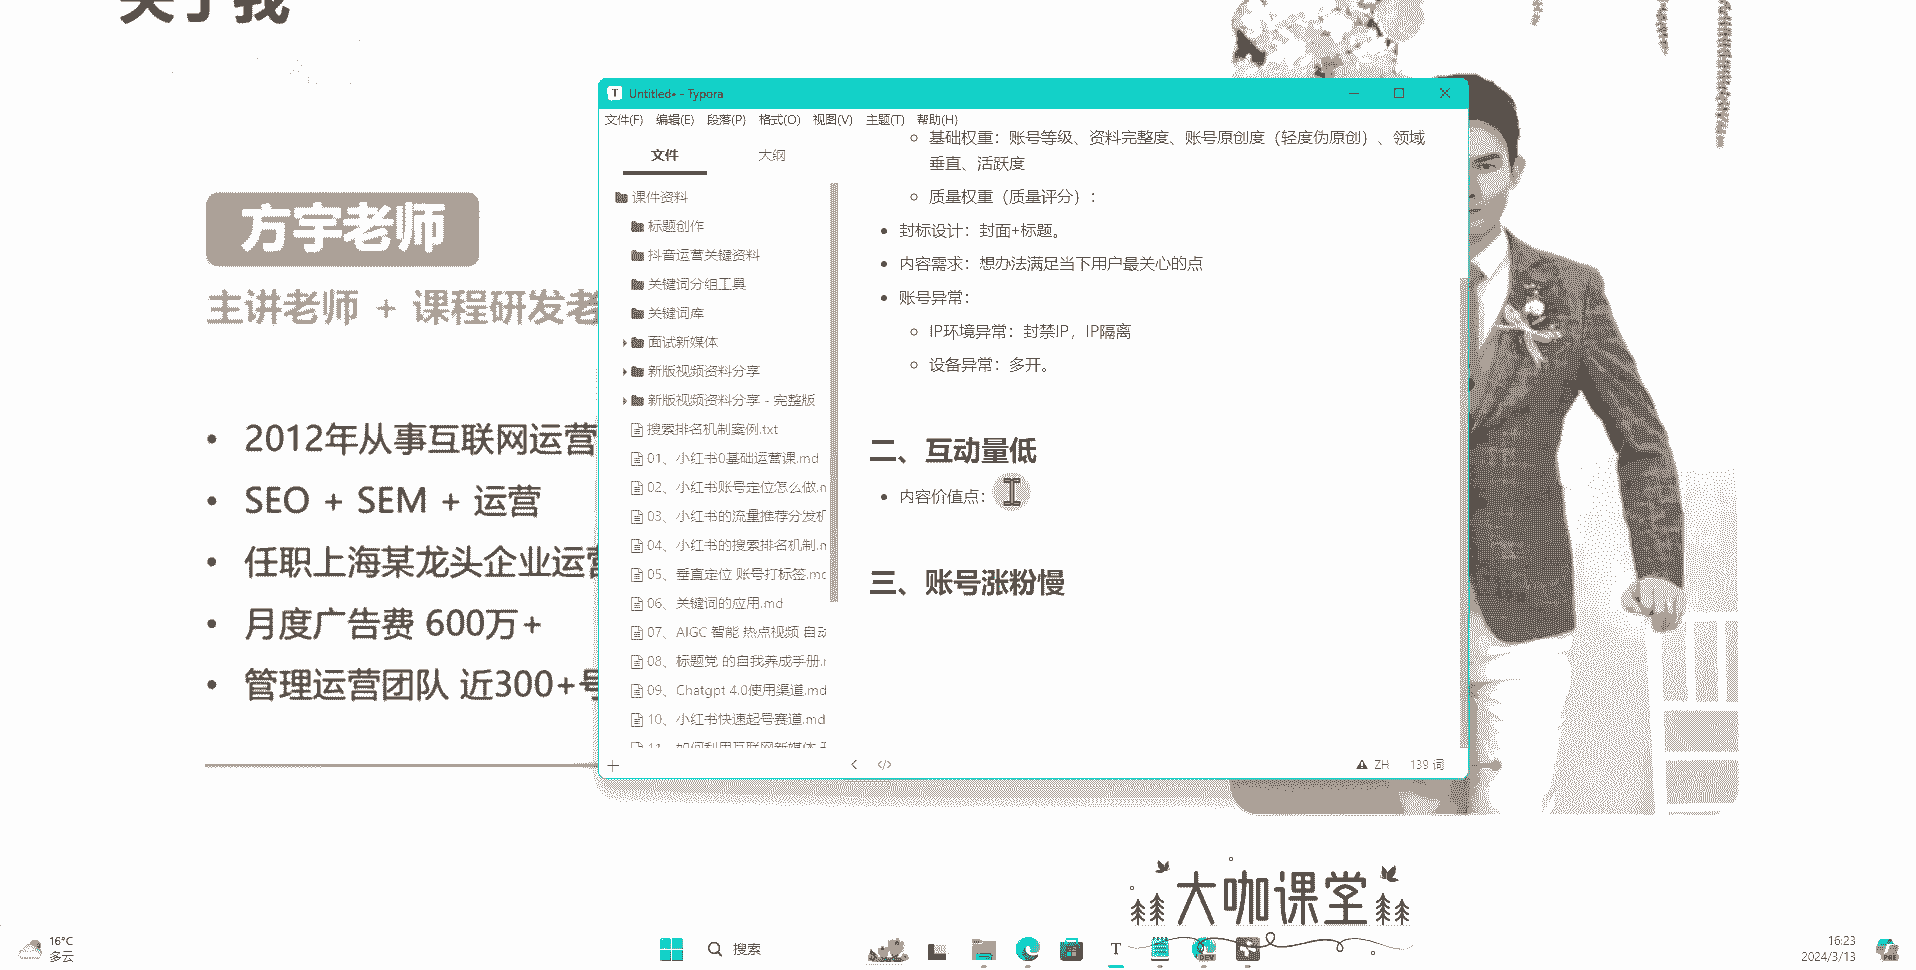 关于我
方宇老师
主讲老师 + 课程研发老
• 2012年从事互联网运营
• SEO + SEM + 运营
• 任职上海某龙头企业运营
• 月度广告费 600万+
• 管理运营团队 近300+号
Untitled• - Typora
文件(F) 编辑(E) 段落(P) 格式(O) 视图(V) 主题(T) 帮助(H)
文件 大纲
课件资料
标题创作
抖音运营关键资料
关键词分组工具
关键词库
面试新媒体
新版视频资料分享
新版视频资料分享 - 完整版
搜索排名机制案例.txt
01、小红书0基础运营课.md
02、小红书账号定位怎么做.n
03、小红书的流量推荐分发机
04、小红书的搜索排名机制.n
05、垂直定位 账号打标签.mc
06、关键词的应用.md
07、AIGC 智能 热点视频 自动
08、标题党 的自我养成手册.r
09、Chatgpt 4.0使用渠道.md
10、小红书快速起号赛道.md
11、如何利用互联网新媒体
基础权重：账号等级、资料完整度、账号原创度（轻度伪原创）、领域
垂直、活跃度
质量权重（质量评分）：
• 封标设计：封面+标题。
• 内容需求：想办法满足当下用户最关心的点
• 账号异常：
IP环境异常：封禁IP，IP隔离
设备异常：多开。
二、互动量低
• 内容价值点：
三、账号涨粉慢
ZH 139 词
大咖课堂
16°C
多云
搜索
T
DEV
16:23
2024/3/13
PRE